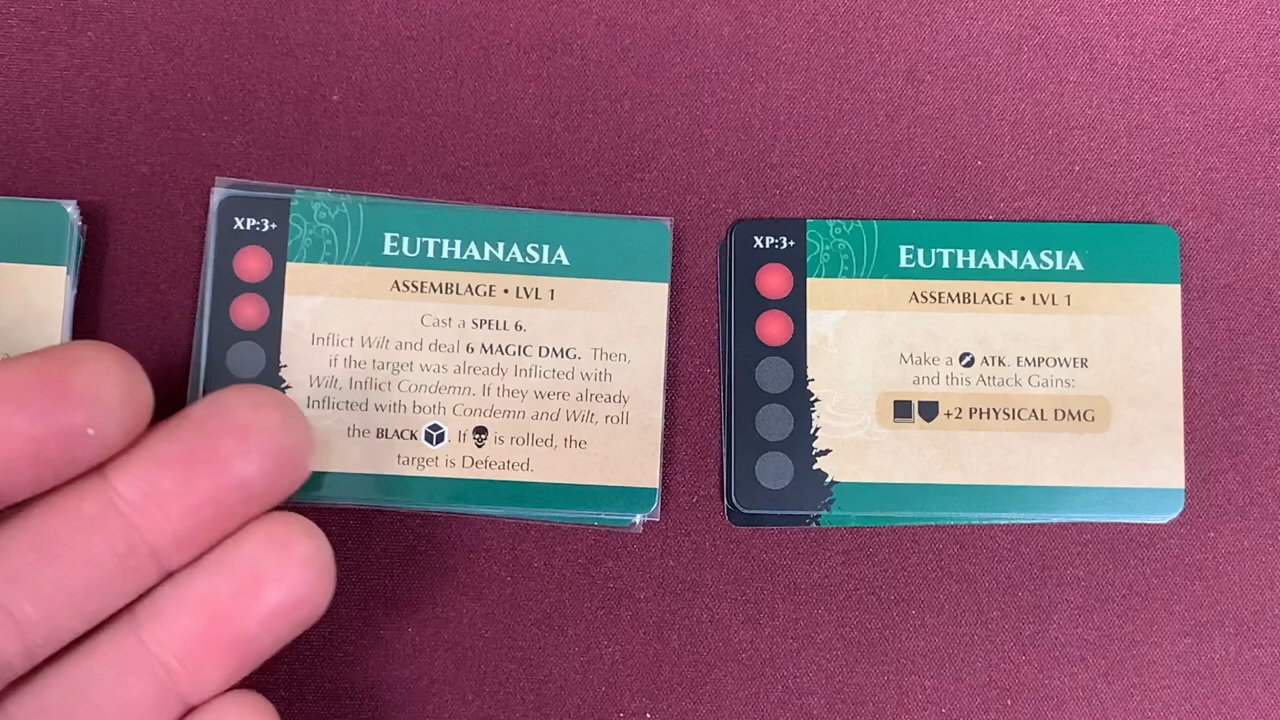 XP:3+
EUTHANASIA
ASSEMBLAGE • LVL 1
Cast a SPELL 6.
Inflict Wilt and deal 6 MAGIC DMG. Then,
if the target was already Inflicted with
Wilt, Inflict Condemn. If they were already
Inflicted with both Condemn and Wilt, roll
the BLACK . If is rolled, the
target is Defeated.
XP:3+
EUTHANASIA
ASSEMBLAGE • LVL 1
Make a ATK. EMPOWER
and this Attack Gains:
+2 PHYSICAL DMG